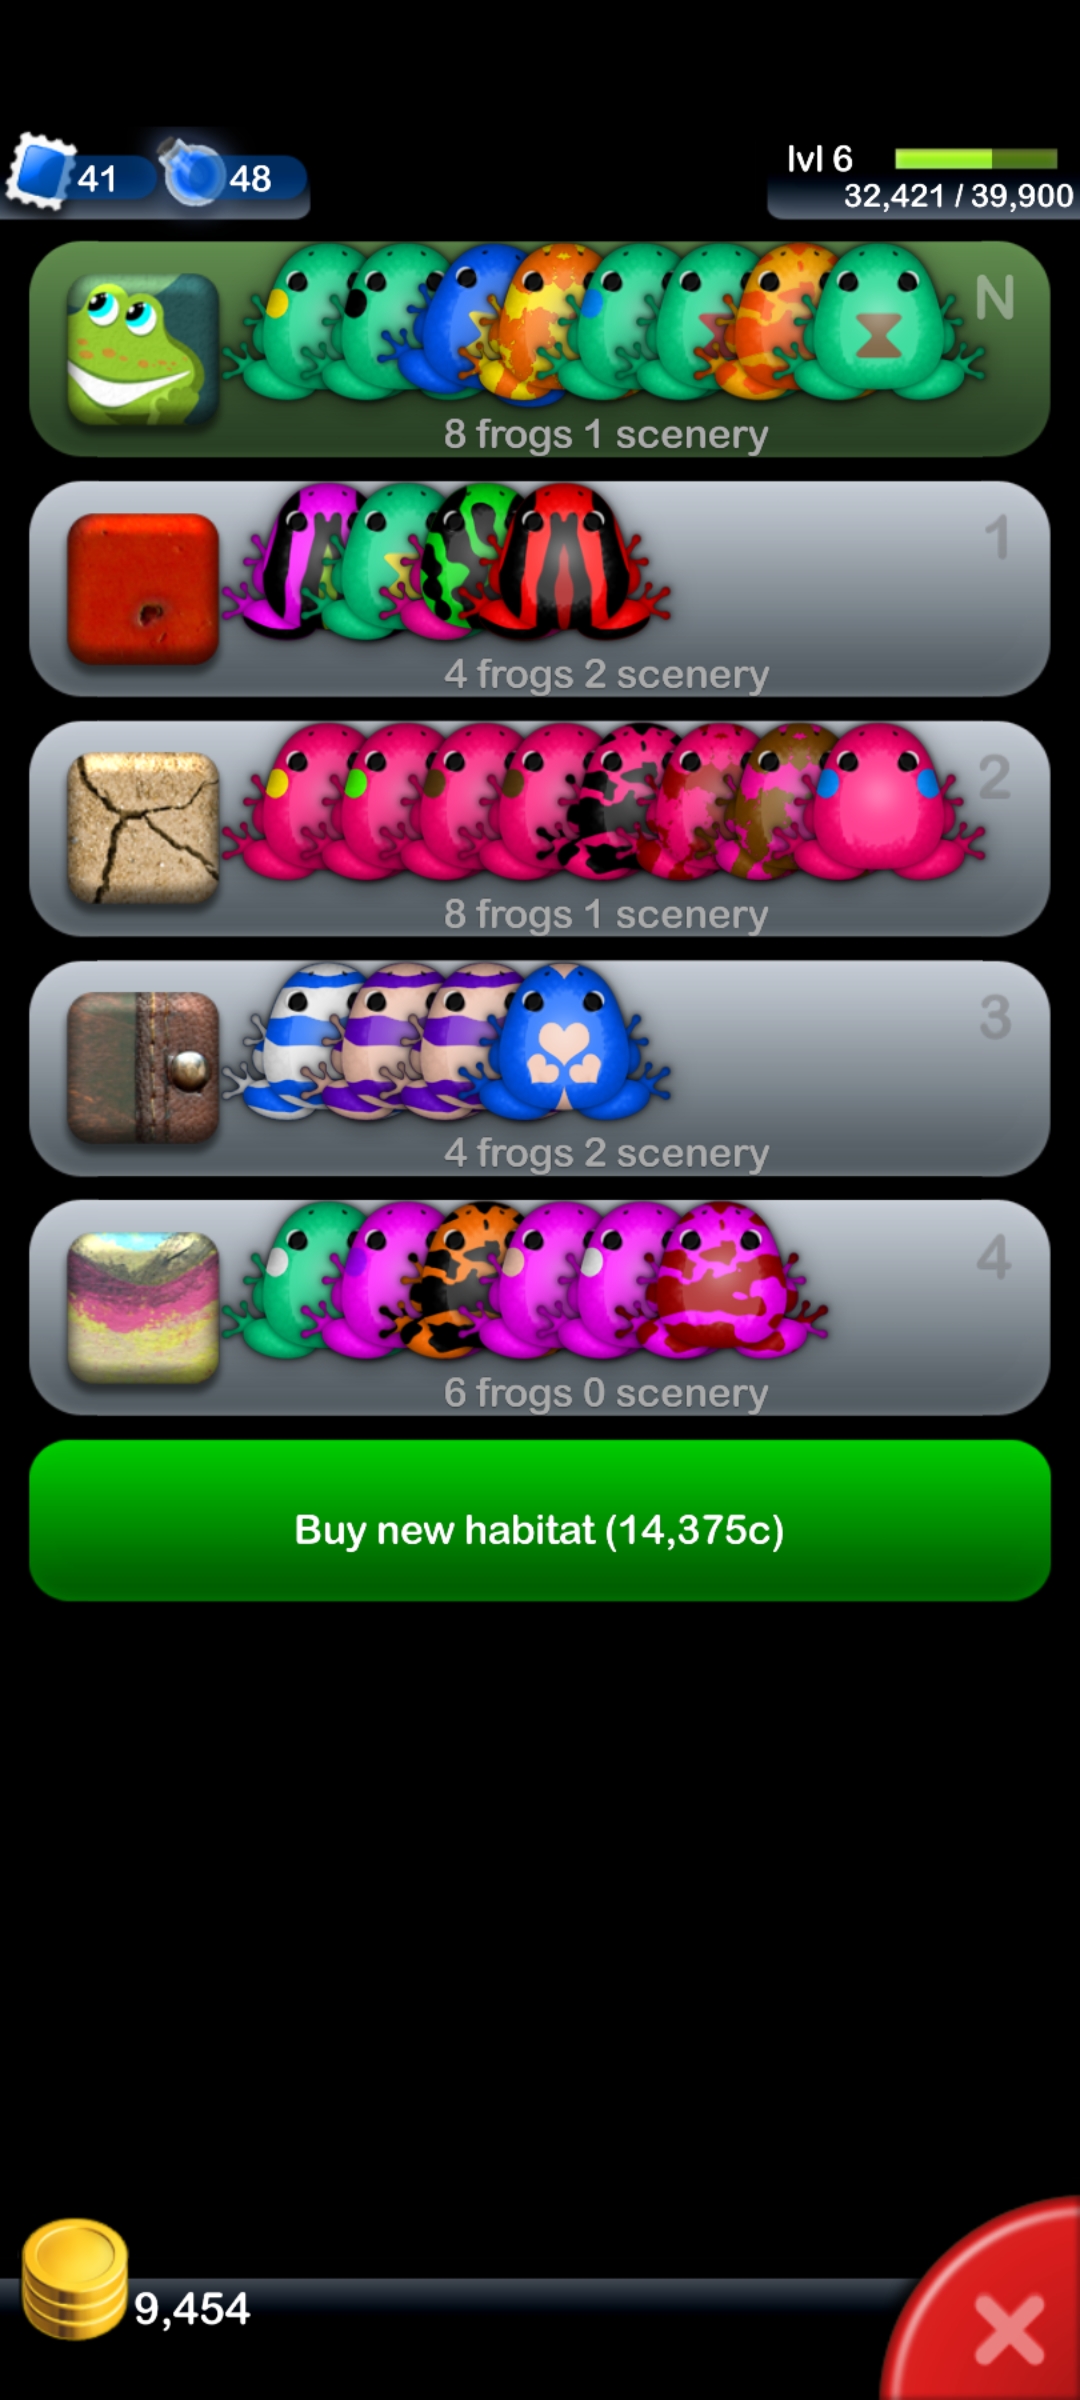 41
48
lvl 6
32,421 / 39,900
N
8 frogs 1 scenery
1
4 frogs 2 scenery
2
8 frogs 1 scenery
3
4 frogs 2 scenery
4
6 frogs 0 scenery
Buy new habitat (14,375c)
9,454